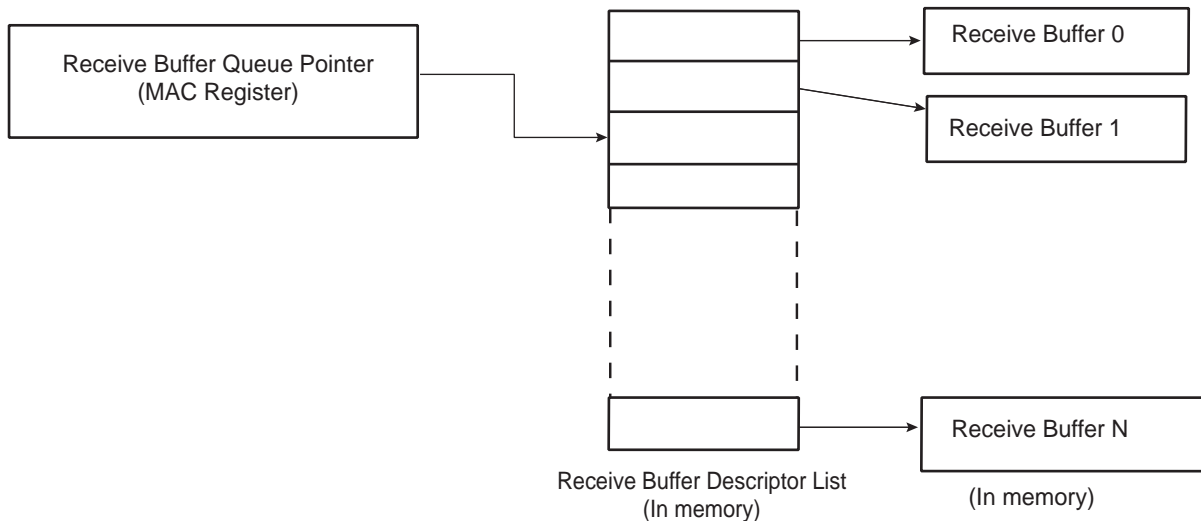 Receive Buffer Queue Pointer
(MAC Register)
Receive Buffer 0
Receive Buffer 1
Receive Buffer N
Receive Buffer Descriptor List
(In memory)
(In memory)